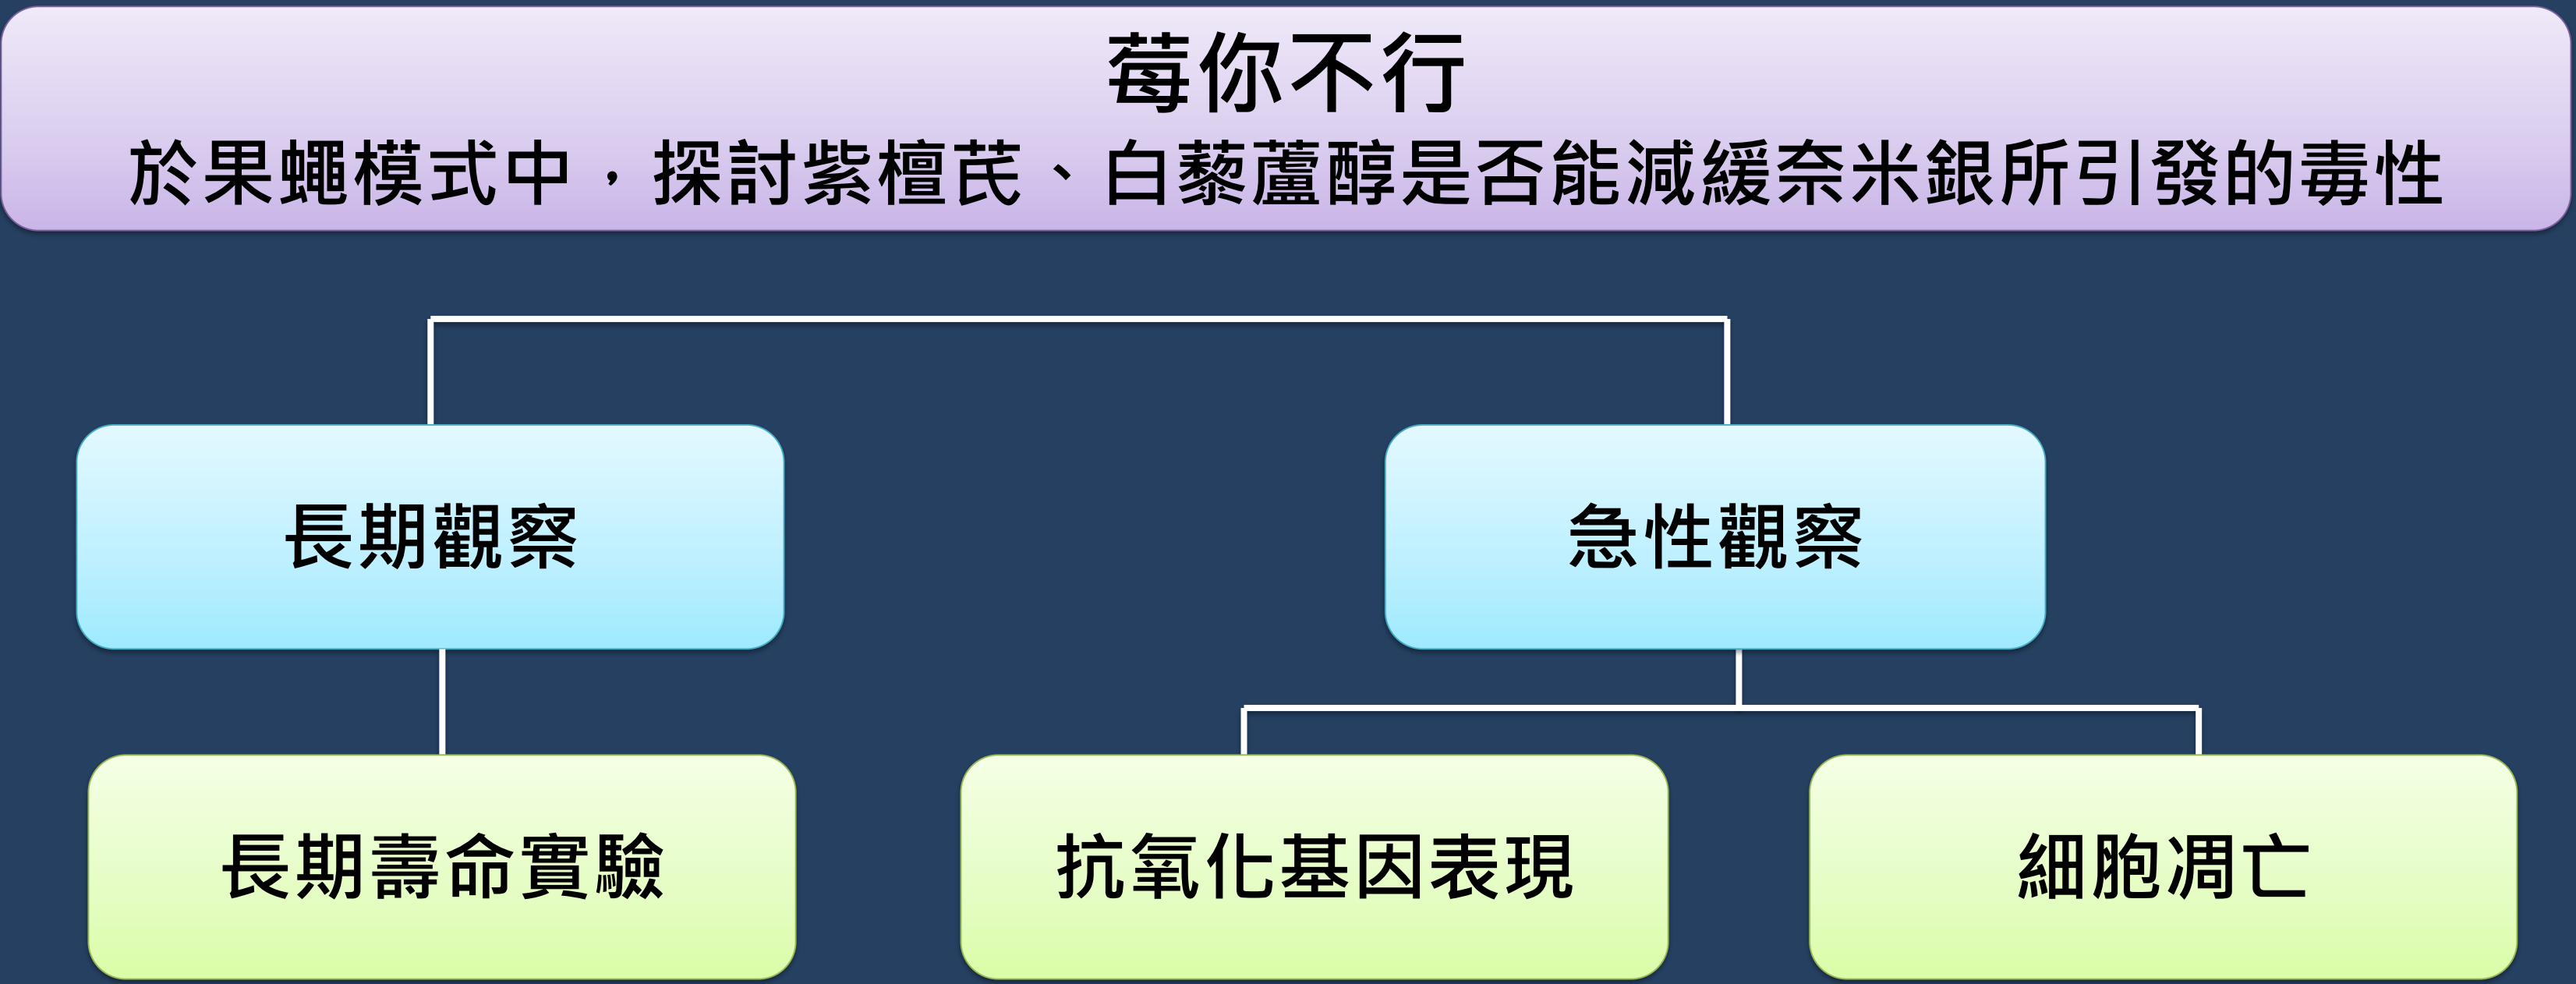 莓你不行
於果蠅模式中，探討紫檀芪、白藜蘆醇是否能減緩奈米銀所引發的毒性
長期觀察
急性觀察
長期壽命實驗
抗氧化基因表現
細胞凋亡